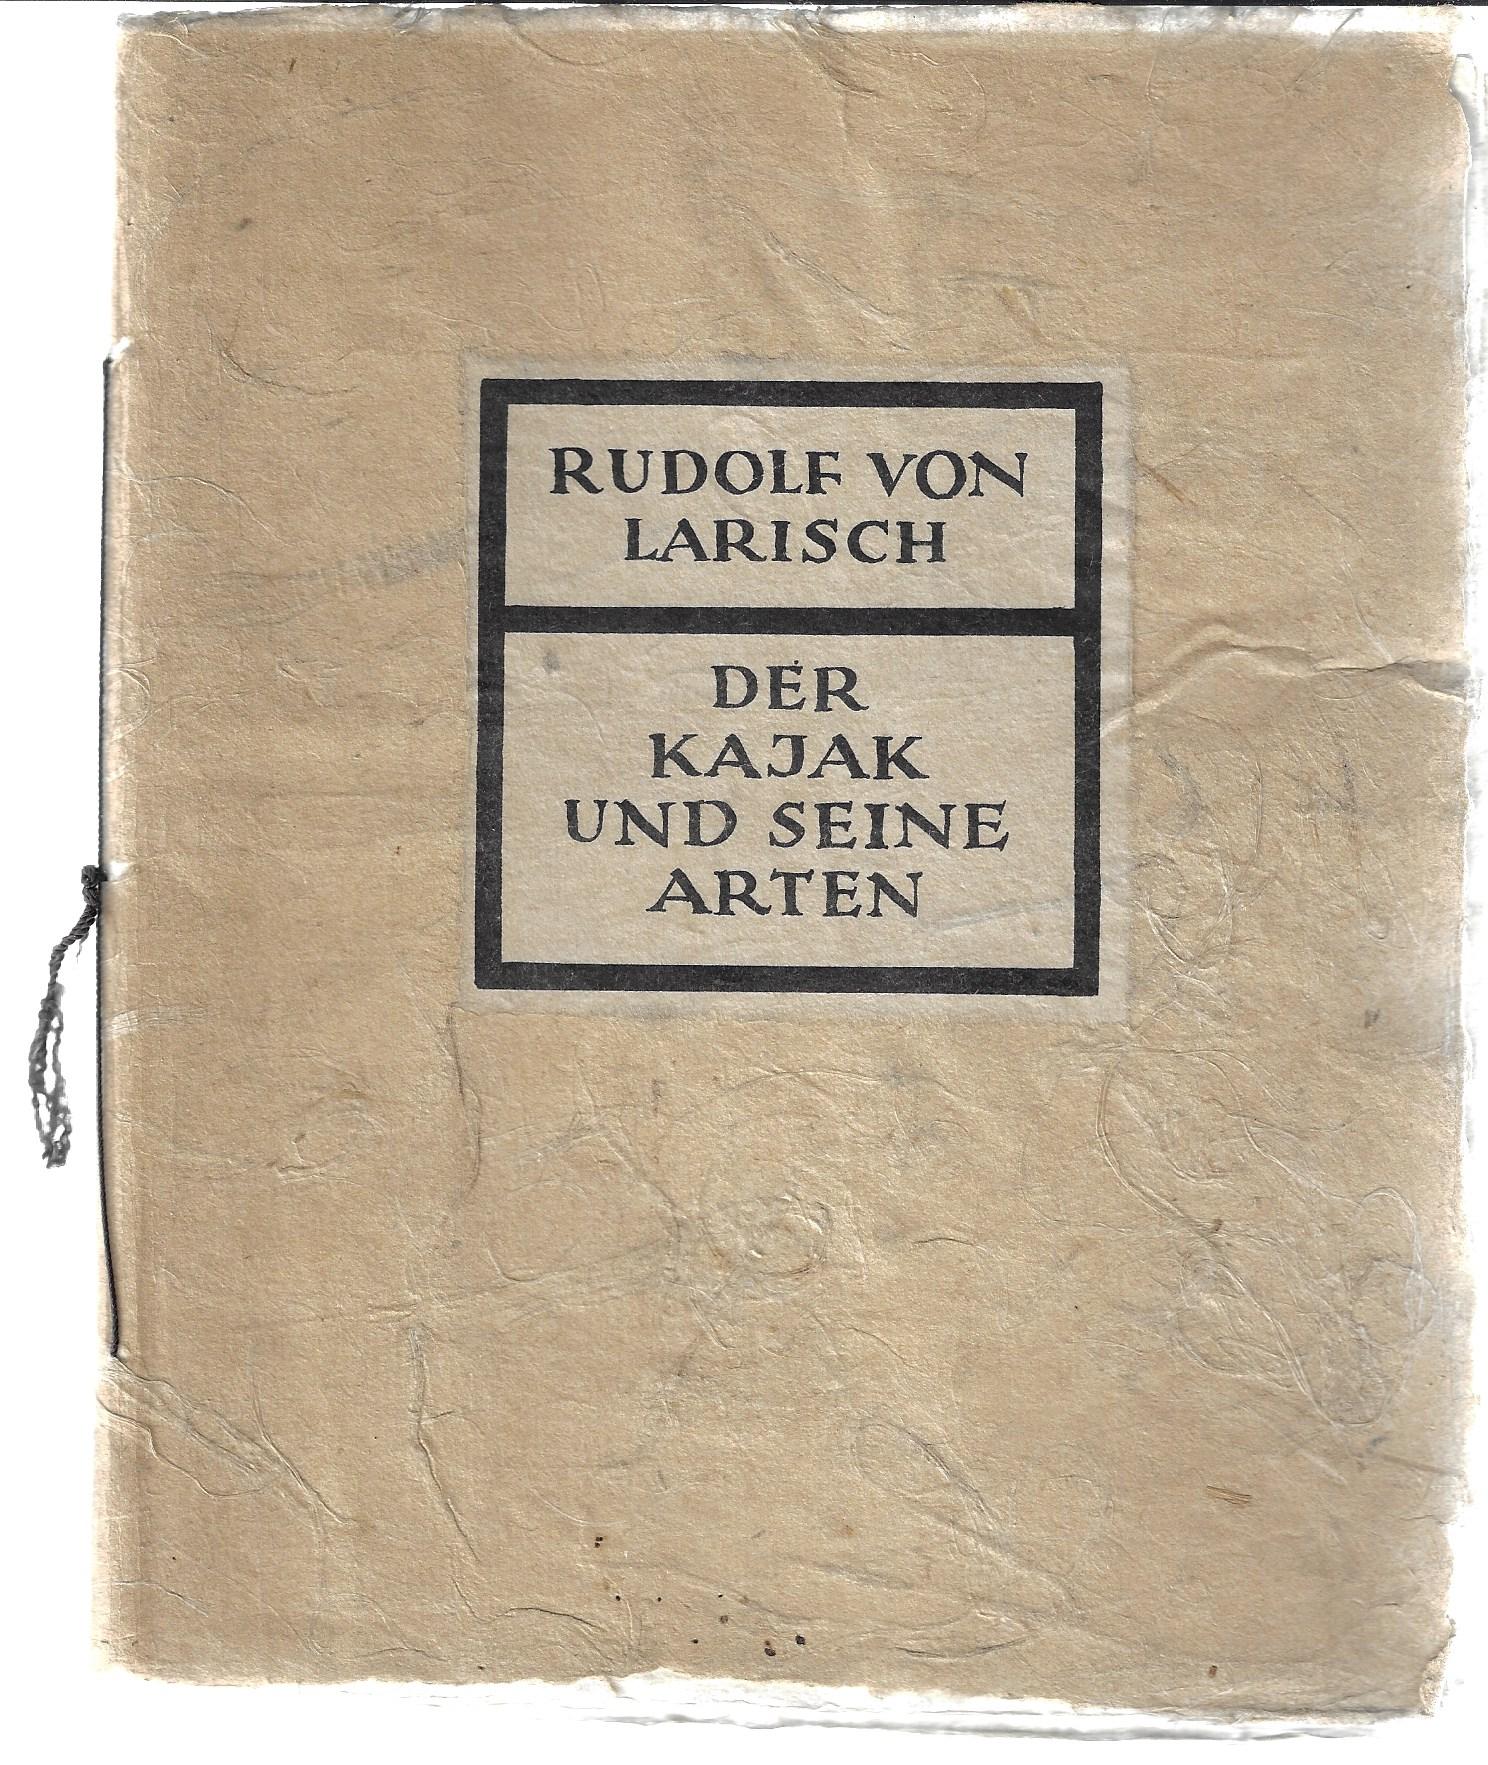 RUDOLF VON
LARISCH
DER
KAJAK
UND SEINE
ARTEN